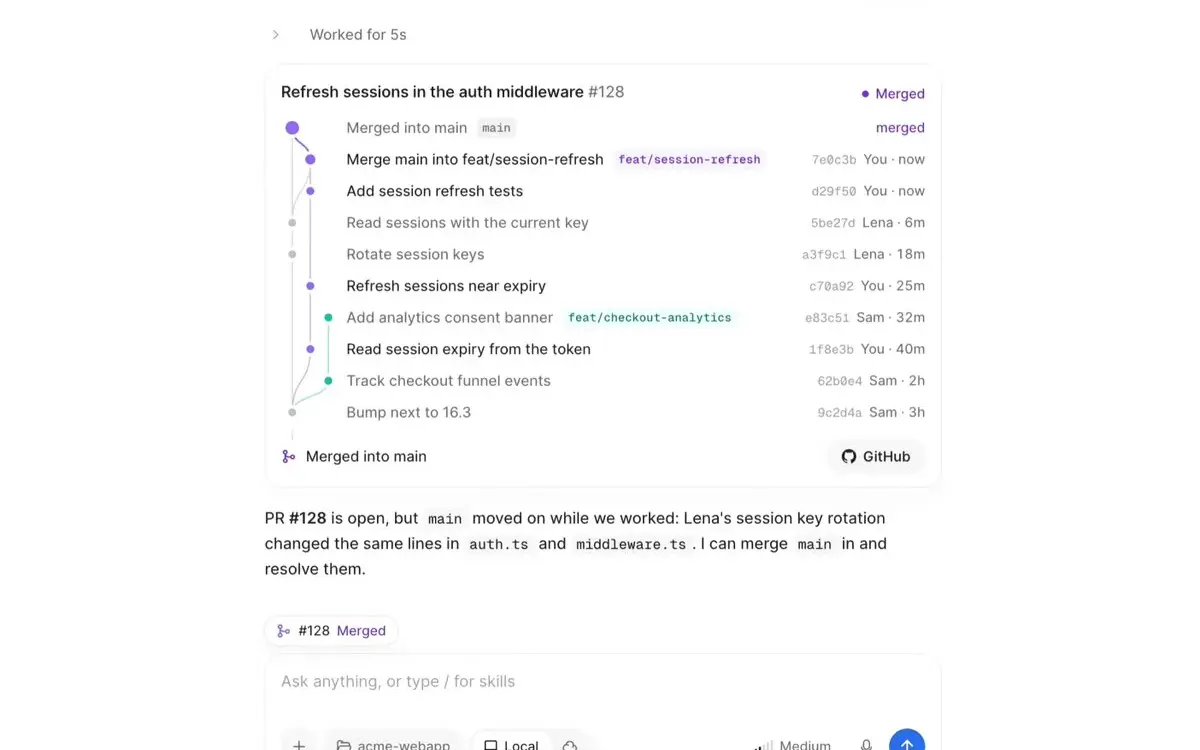 Worked for 5s
Refresh sessions in the auth middleware #128 Merged
Merged into main main merged
Merge main into feat/session-refresh feat/session-refresh 7e0c3b You · now
Add session refresh tests d29f50 You · now
Read sessions with the current key 5be27d Lena · 6m
Rotate session keys a3f9c1 Lena · 18m
Refresh sessions near expiry c70a92 You · 25m
Add analytics consent banner feat/checkout-analytics e83c51 Sam · 32m
Read session expiry from the token 1f8e3b You · 40m
Track checkout funnel events 62b0e4 Sam · 2h
Bump next to 16.3 9c2d4a Sam · 3h
Merged into main GitHub
PR #128 is open, but main moved on while we worked: Lena's session key rotation
changed the same lines in auth.ts and middleware.ts. I can merge main in and
resolve them.
#128 Merged
Ask anything, or type / for skills
acme-webapp Local Medium